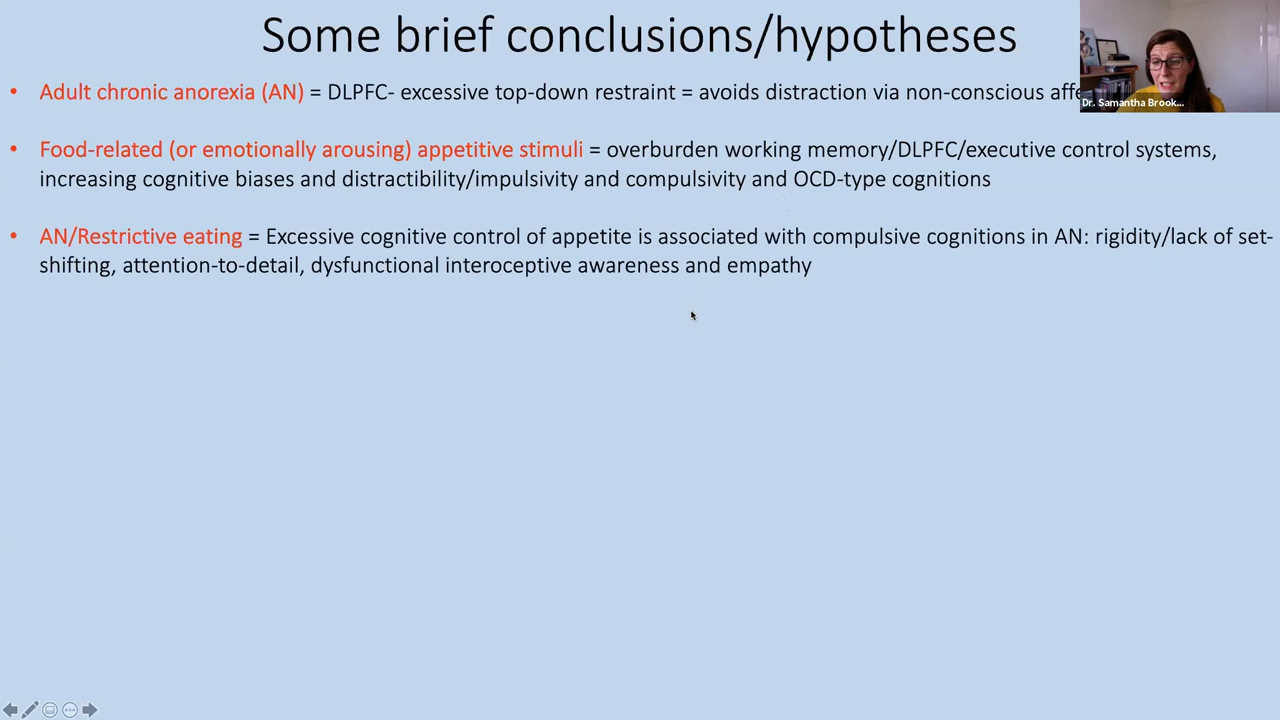 Some brief conclusions/hypotheses
• Adult chronic anorexia (AN) = DLPFC- excessive top-down restraint = avoids distraction via non-conscious
Dr. Samantha Brook...
• Food-related (or emotionally arousing) appetitive stimuli = overburden working memory/DLPFC/executive control systems,
increasing cognitive biases and distractibility/impulsivity and compulsivity and OCD-type cognitions
• AN/Restrictive eating = Excessive cognitive control of appetite is associated with compulsive cognitions in AN: rigidity/lack of set-
shifting, attention-to-detail, dysfunctional interoceptive awareness and empathy